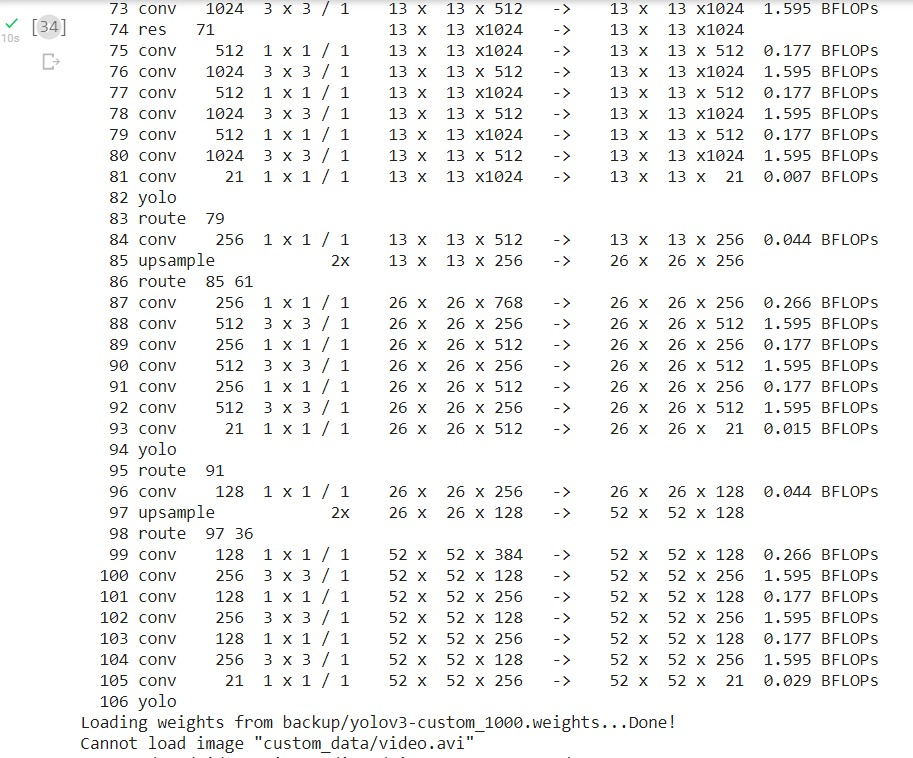 [34]
10s
73 conv   1024  3 x 3 / 1    13 x  13 x 512   ->    13 x  13 x1024  1.595 BFLOPs
74 res   71                  13 x  13 x1024   ->    13 x  13 x1024
75 conv    512  1 x 1 / 1    13 x  13 x1024   ->    13 x  13 x 512  0.177 BFLOPs
76 conv   1024  3 x 3 / 1    13 x  13 x 512   ->    13 x  13 x1024  1.595 BFLOPs
77 conv    512  1 x 1 / 1    13 x  13 x1024   ->    13 x  13 x 512  0.177 BFLOPs
78 conv   1024  3 x 3 / 1    13 x  13 x 512   ->    13 x  13 x1024  1.595 BFLOPs
79 conv    512  1 x 1 / 1    13 x  13 x1024   ->    13 x  13 x 512  0.177 BFLOPs
80 conv   1024  3 x 3 / 1    13 x  13 x 512   ->    13 x  13 x1024  1.595 BFLOPs
81 conv     21  1 x 1 / 1    13 x  13 x1024   ->    13 x  13 x  21  0.007 BFLOPs
82 yolo
83 route  79
84 conv    256  1 x 1 / 1    13 x  13 x 512   ->    13 x  13 x 256  0.044 BFLOPs
85 upsample            2x    13 x  13 x 256   ->    26 x  26 x 256
86 route  85 61
87 conv    256  1 x 1 / 1    26 x  26 x 768   ->    26 x  26 x 256  0.266 BFLOPs
88 conv    512  3 x 3 / 1    26 x  26 x 256   ->    26 x  26 x 512  1.595 BFLOPs
89 conv    256  1 x 1 / 1    26 x  26 x 512   ->    26 x  26 x 256  0.177 BFLOPs
90 conv    512  3 x 3 / 1    26 x  26 x 256   ->    26 x  26 x 512  1.595 BFLOPs
91 conv    256  1 x 1 / 1    26 x  26 x 512   ->    26 x  26 x 256  0.177 BFLOPs
92 conv    512  3 x 3 / 1    26 x  26 x 256   ->    26 x  26 x 512  1.595 BFLOPs
93 conv     21  1 x 1 / 1    26 x  26 x 512   ->    26 x  26 x  21  0.015 BFLOPs
94 yolo
95 route  91
96 conv    128  1 x 1 / 1    26 x  26 x 256   ->    26 x  26 x 128  0.044 BFLOPs
97 upsample            2x    26 x  26 x 128   ->    52 x  52 x 128
98 route  97 36
99 conv    128  1 x 1 / 1    52 x  52 x 384   ->    52 x  52 x 128  0.266 BFLOPs
100 conv    256  3 x 3 / 1    52 x  52 x 128   ->    52 x  52 x 256  1.595 BFLOPs
101 conv    128  1 x 1 / 1    52 x  52 x 256   ->    52 x  52 x 128  0.177 BFLOPs
102 conv    256  3 x 3 / 1    52 x  52 x 128   ->    52 x  52 x 256  1.595 BFLOPs
103 conv    128  1 x 1 / 1    52 x  52 x 256   ->    52 x  52 x 128  0.177 BFLOPs
104 conv    256  3 x 3 / 1    52 x  52 x 128   ->    52 x  52 x 256  1.595 BFLOPs
105 conv     21  1 x 1 / 1    52 x  52 x 256   ->    52 x  52 x  21  0.029 BFLOPs
106 yolo
Loading weights from backup/yolov3-custom_1000.weights...Done!
Cannot load image "custom_data/video.avi"